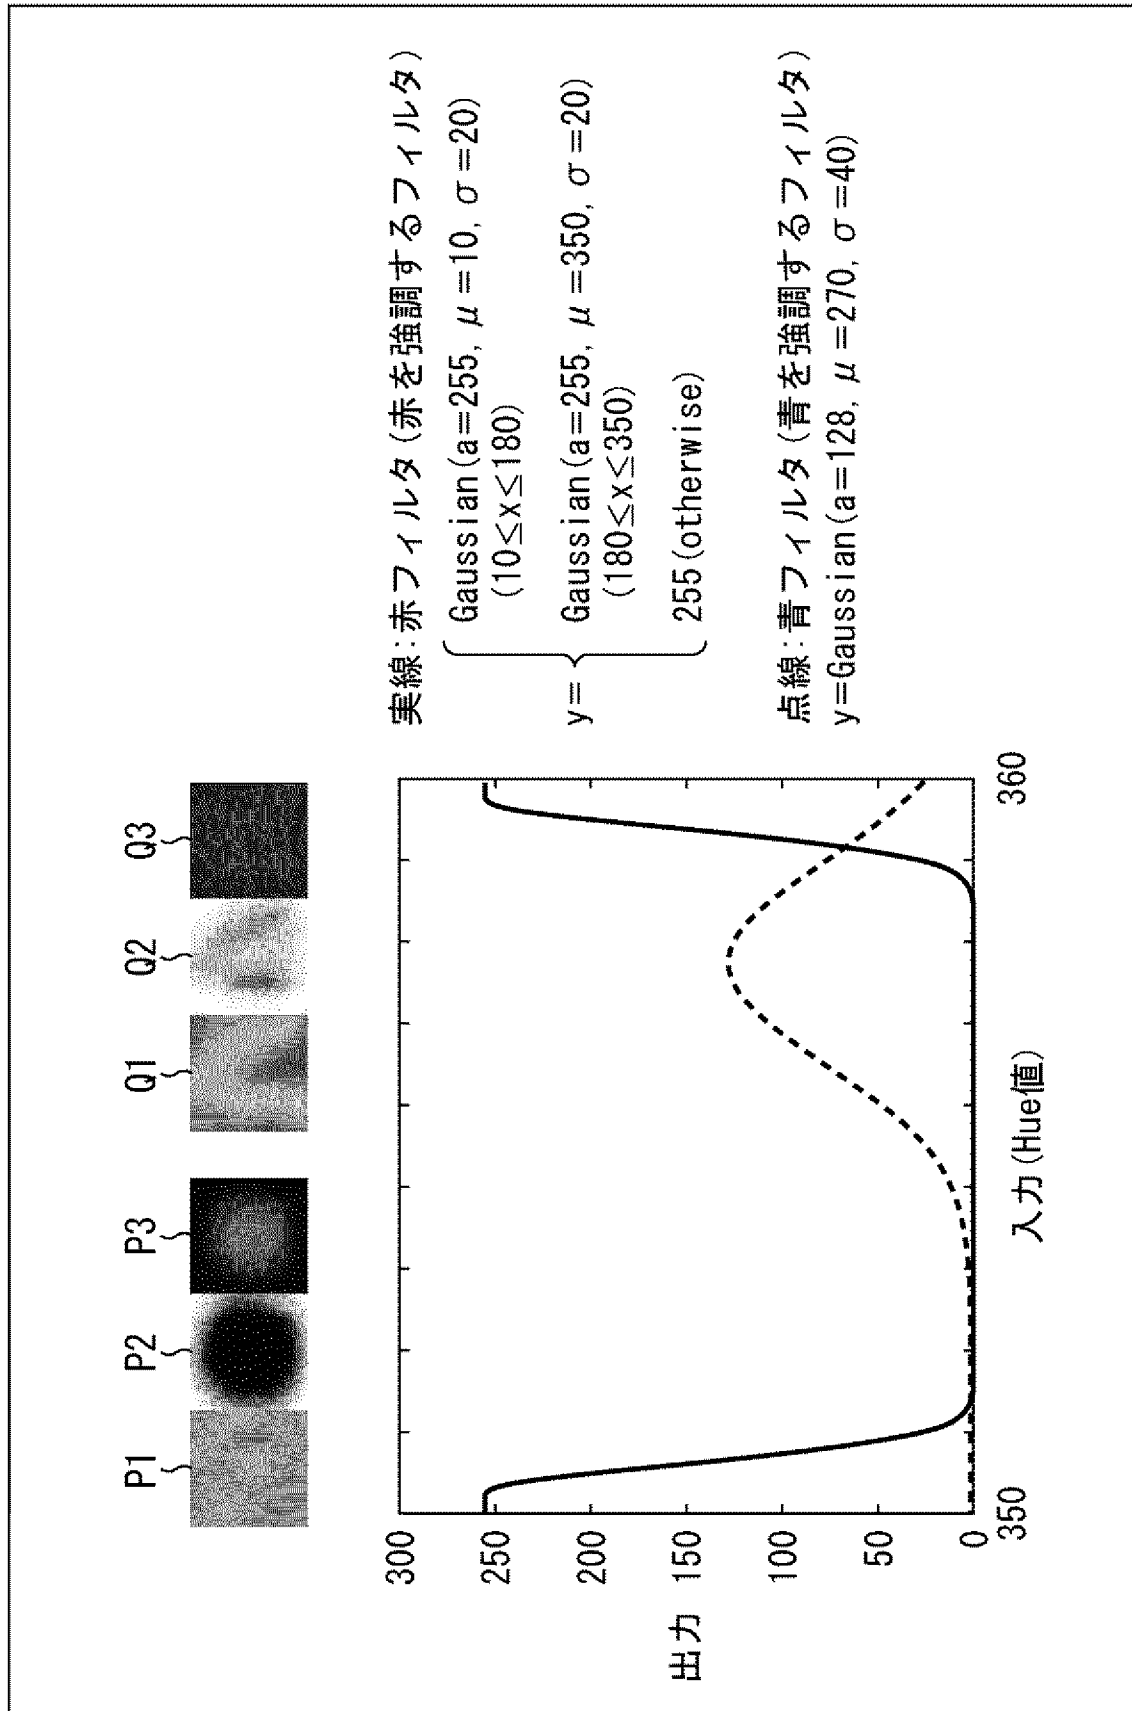 P1 P2 P3 Q1 Q2 Q3
300
250
200
150
100
50
0
出力
350
360
入力(Hue値)
実線:赤フィルタ(赤を強調するフィルタ)
y=
Gaussian(a=255, μ=10, σ=20)
(10≦x≦180)
Gaussian(a=255, μ=350, σ=20)
(180≦x≦350)
255(otherwise)
点線:青フィルタ(青を強調するフィルタ)
y=Gaussian(a=128, μ=270, σ=40)